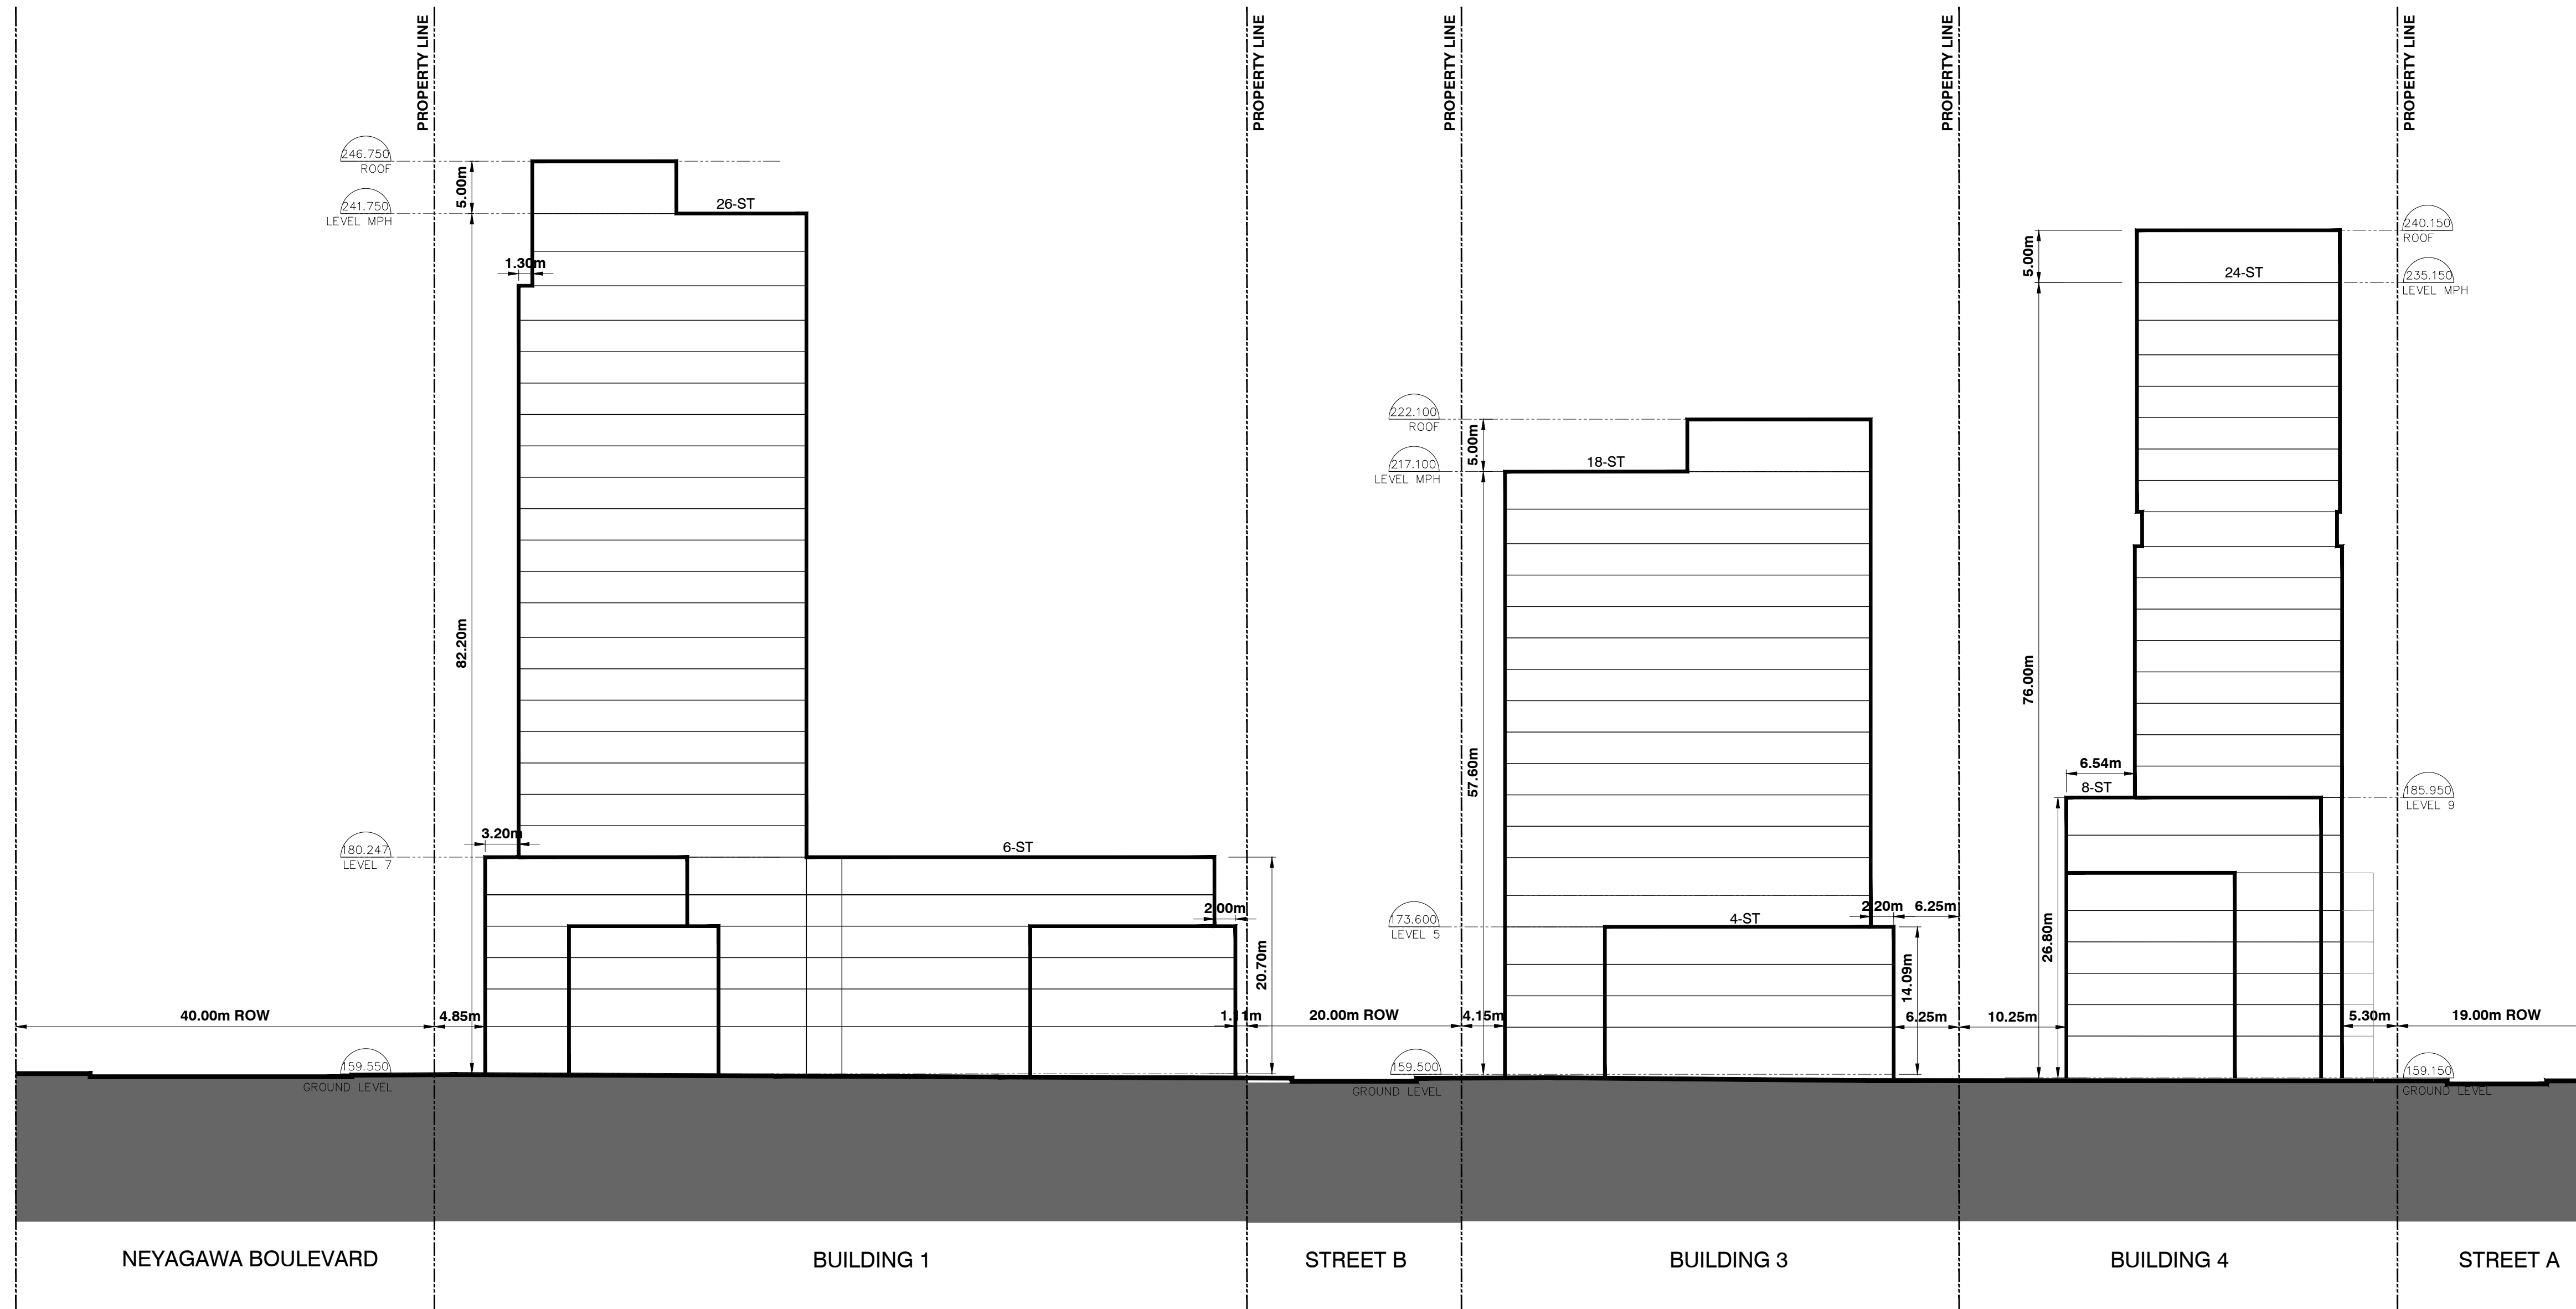 PROPERTY LINE
PROPERTY LINE
PROPERTY LINE
PROPERTY LINE
PROPERTY LINE
246.750
ROOF
5.00m
241.750
LEVEL MPH
26-ST
1.30m
82.20m
3.20m
180.247
LEVEL 7
6-ST
2.00m
20.70m
40.00m ROW
4.85m
1.11m
159.550
GROUND LEVEL
20.00m ROW
222.100
ROOF
5.00m
217.100
LEVEL MPH
18-ST
57.60m
173.600
LEVEL 5
4-ST
2.20m
6.25m
14.09m
4.15m
6.25m
159.500
GROUND LEVEL
240.150
ROOF
5.00m
24-ST
235.150
LEVEL MPH
76.00m
6.54m
8-ST
185.950
LEVEL 9
26.80m
10.25m
5.30m
19.00m ROW
159.150
GROUND LEVEL
NEYAGAWA BOULEVARD
BUILDING 1
STREET B
BUILDING 3
BUILDING 4
STREET A